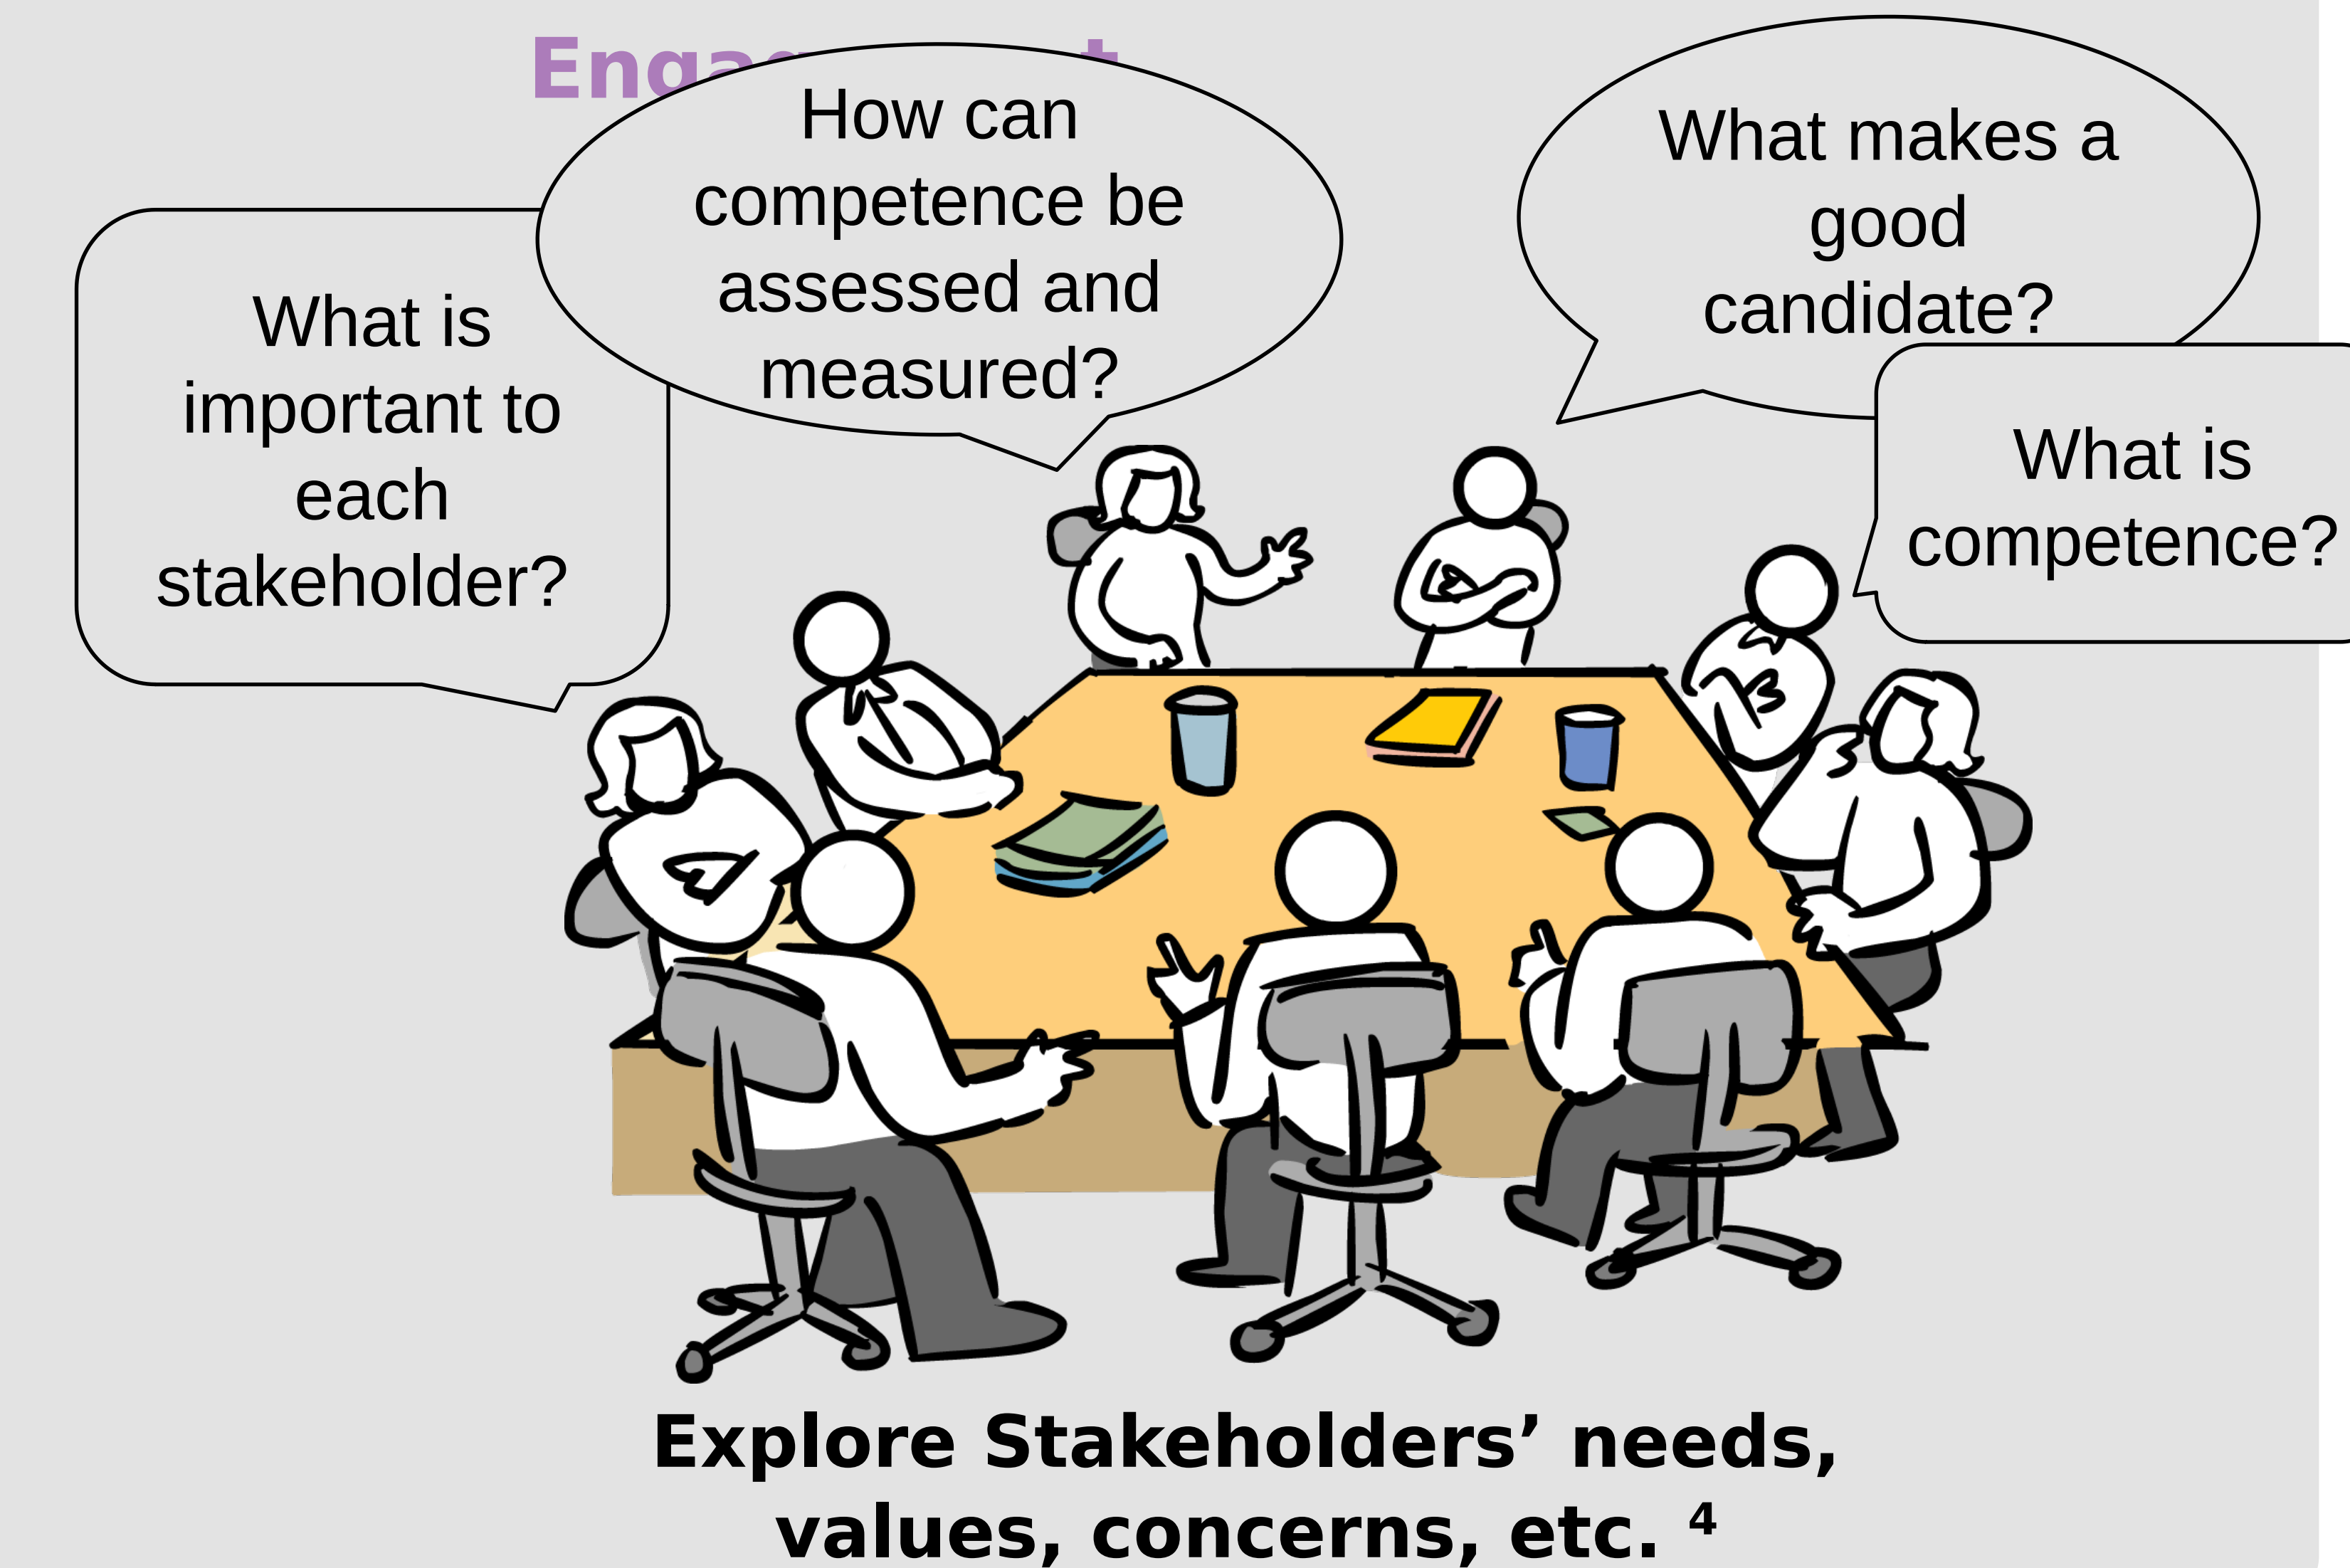 How can
competence be
assessed and
measured?
What makes a
good
candidate?
What is
important to
each
stakeholder?
What is
competence?
Explore Stakeholders’ needs,
values, concerns, etc. ⁴